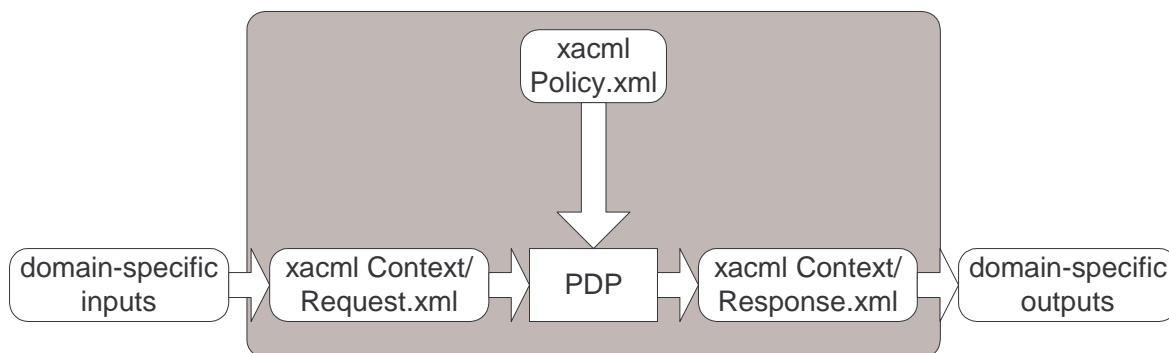 xacml
Policy.xml
domain-specific
inputs
xacml Context/
Request.xml
PDP
xacml Context/
Response.xml
domain-specific
outputs